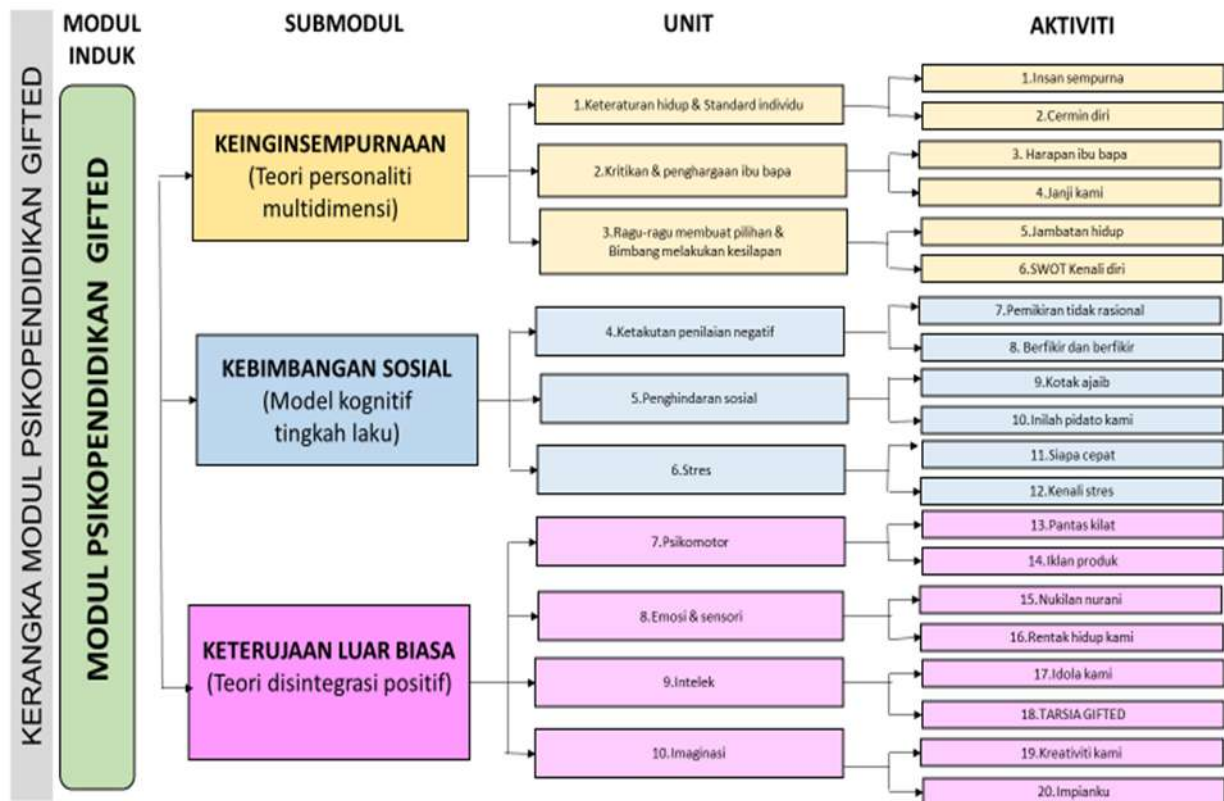 KERANGKA MODUL PSIKOPENDIDIKAN GIFTED
MODUL
INDUK
SUBMODUL
UNIT
AKTIVITI
MODUL PSIKOPENDIDIKAN GIFTED
KEINGINSEMPURNAAN
(Teori personaliti
multidimensi)
1.Keteraturan hidup & Standard individu
1.Insan sempurna
2.Cermin diri
2.Kritikan & penghargaan ibu bapa
3. Harapan ibu bapa
4.Janji kami
3.Ragu-ragu membuat pilihan &
Bimbang melakukan kesilapan
5.Jambatan hidup
6.SWOT Kenali diri
KEBIMBANGAN SOSIAL
(Model kognitif
tingkah laku)
4.Ketakutan penilaian negatif
7.Pemikiran tidak rasional
8. Berfikir dan berfikir
5.Penghindaran sosial
9.Kotak ajaib
10.Inilah pidato kami
6.Stres
11.Siapa cepat
12.Kenali stres
KETERUJAAN LUAR BIASA
(Teori disintegrasi positif)
7.Psikomotor
13.Pantas kilat
14.Iklan produk
8.Emosi & sensori
15.Nukilan nurani
16.Rentak hidup kami
9.Intelek
17.Idola kami
18.TARSIA GIFTED
10.Imaginasi
19.Kreativiti kami
20.Impianku